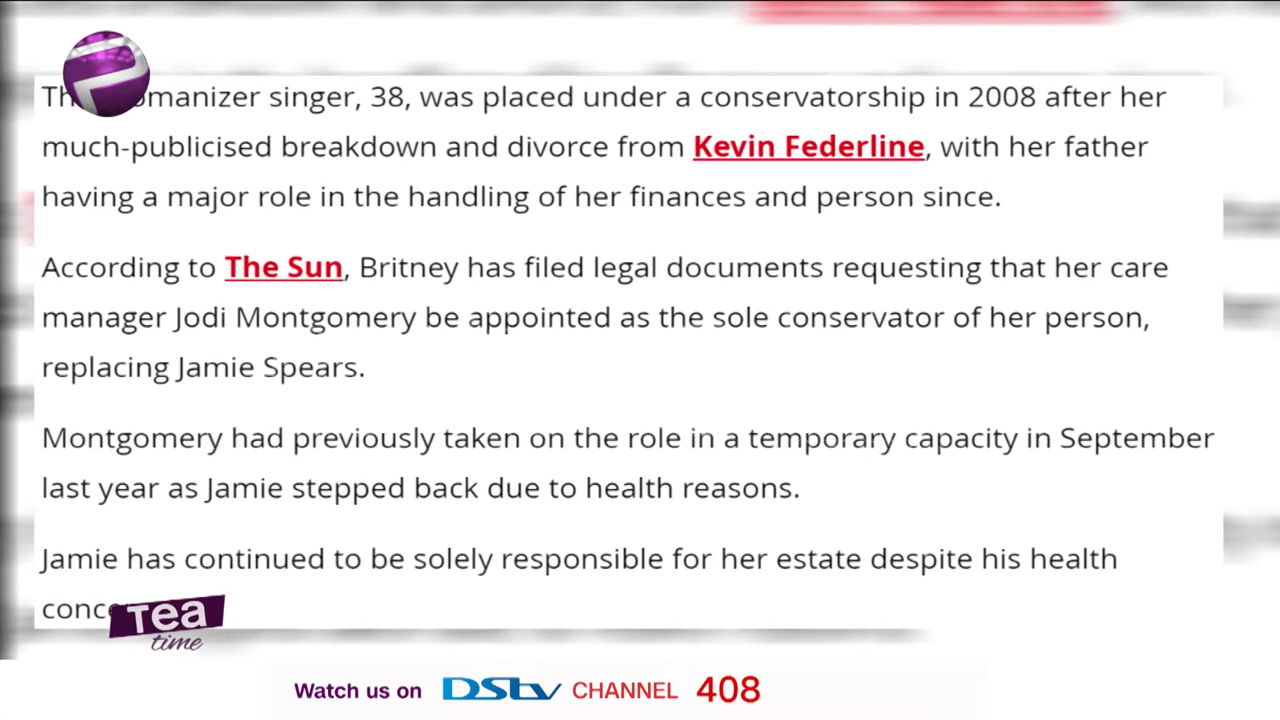 singer, 38, was placed under a conservatorship in 2008 after her
much-publicised breakdown and divorce from Kevin Federline, with her father
having a major role in the handling of her finances and person since.
According to The Sun, Britney has filed legal documents requesting that her care
manager Jodi Montgomery be appointed as the sole conservator of her person,
replacing Jamie Spears.
Montgomery had previously taken on the role in a temporary capacity in September
last year as Jamie stepped back due to health reasons.
Jamie has continued to be solely responsible for her estate despite his health
Tea
time
Watch us on DStv CHANNEL 408